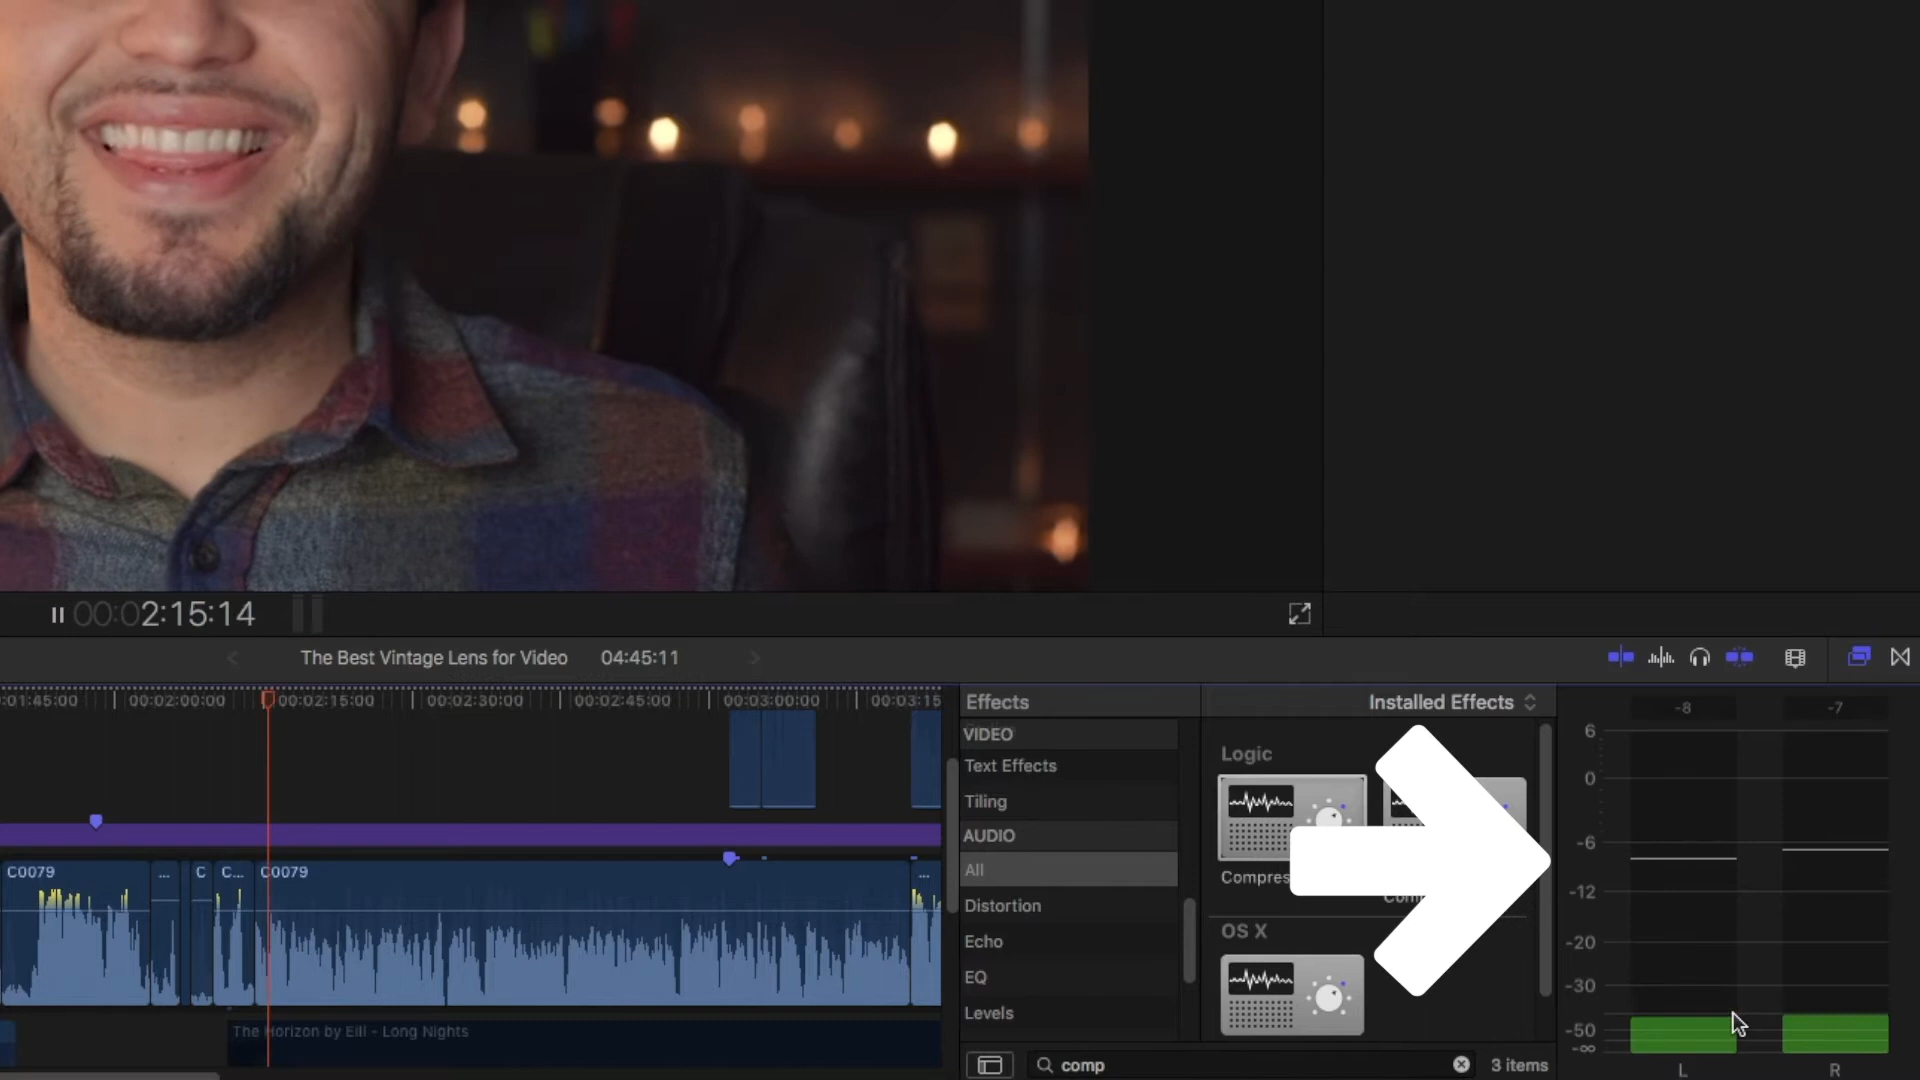 00:02:15:14
The Best Vintage Lens for Video 04:45:11
:01:45:00 00:02:00:00 00:02:15:00 00:02:30:00 00:02:45:00 00:03:00:00 00:03:15
C0079 ... C C... C0079 ...
The Horizon by Eill - Long Nights
Effects
VIDEO
Text Effects
Tiling
AUDIO
All
Distortion
Echo
EQ
Levels
Installed Effects
Logic
Compres
OS X
comp
3 items
-8 -7
6
0
-6
-12
-20
-30
-50
-∞
L R